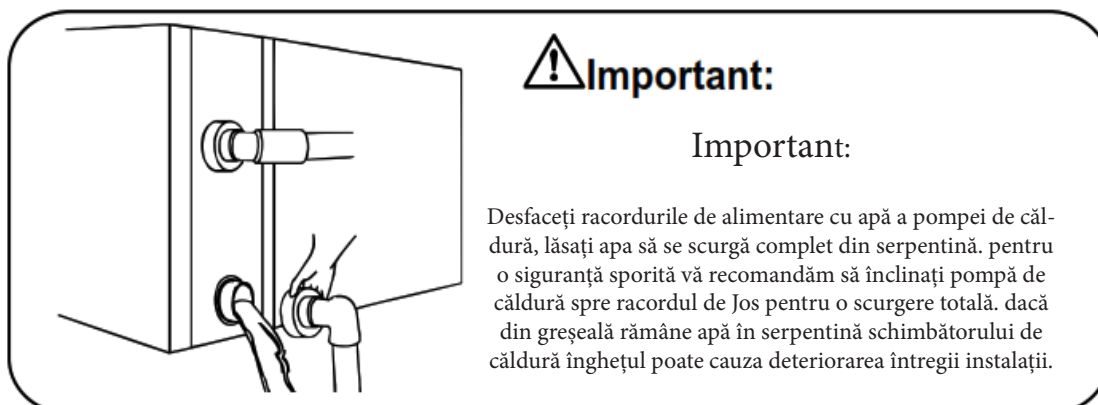 Important:
Important:
Desfaceți racordurile de alimentare cu apă a pompei de căl-
dură, lăsați apa să se scurgă complet din serpentină. pentru
o siguranță sporită vă recomandăm să înclinați pompă de
căldură spre racordul de Jos pentru o scurgere totală. dacă
din greșeală rămâne apă în serpentină schimbătorului de
căldură înghețul poate cauza deteriorarea întregii instalații.